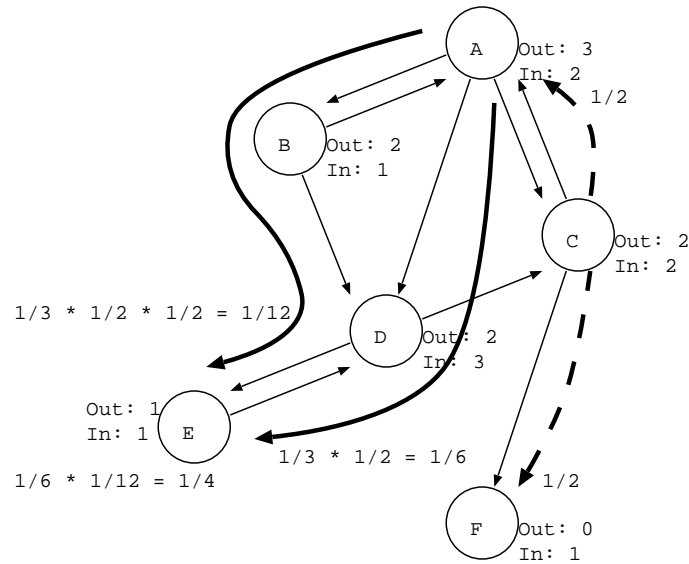 A
Out: 3
In: 2
1/2
B
Out: 2
In: 1
C
Out: 2
In: 2
1/3 * 1/2 * 1/2 = 1/12
D
Out: 2
In: 3
Out: 1
In: 1
E
1/3 * 1/2 = 1/6
1/6 * 1/12 = 1/4
1/2
F
Out: 0
In: 1